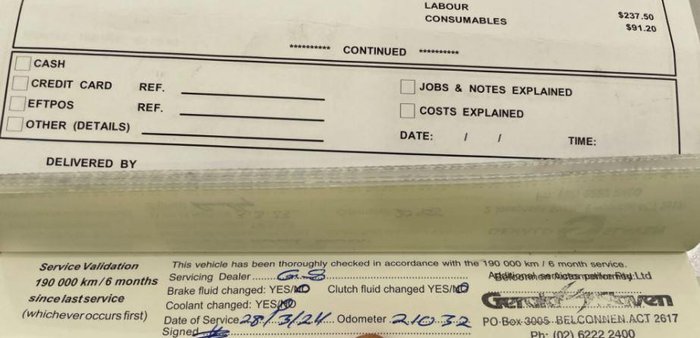 LABOUR $237.50
CONSUMABLES $91.20
********** CONTINUED **********
CASH
CREDIT CARD REF.
EFTPOS REF.
OTHER (DETAILS)
JOBS & NOTES EXPLAINED
COSTS EXPLAINED
DATE: / / TIME:
DELIVERED BY
Service Validation
190 000 km / 6 months
since last service
(whichever occurs first)
This vehicle has been thoroughly checked in accordance with the 190 000 km / 6 month service.
Servicing Dealer GS
Brake fluid changed: YES/NO Clutch fluid changed YES/NO
Coolant changed: YES/NO
Date of Service 28/3/24 Odometer 21032
Signed
Pty Ltd
PO Box 3005 BELCONNEN ACT 2617
Ph: (02) 6222 2400